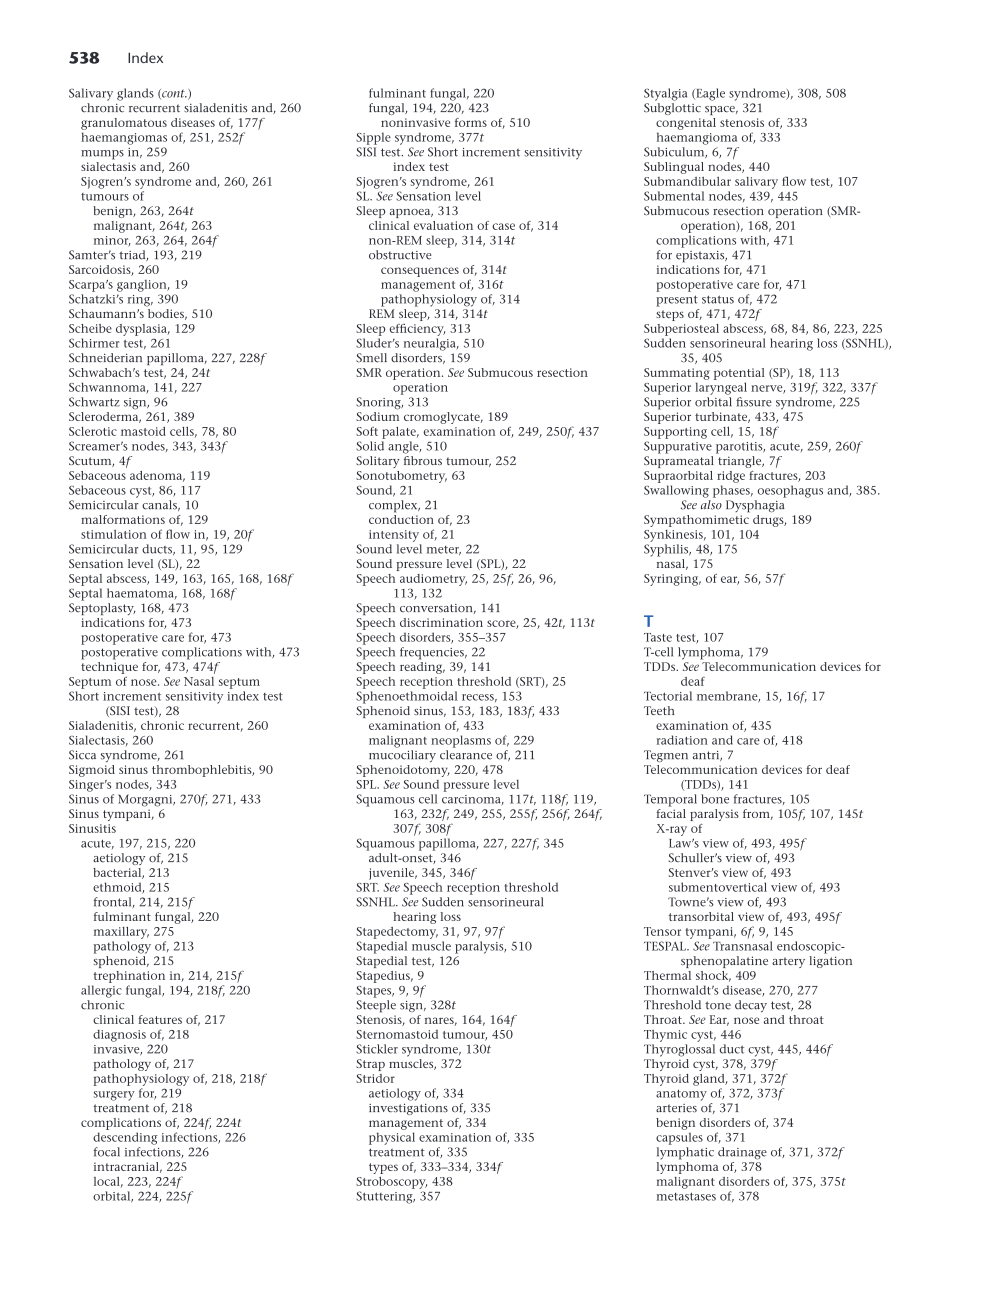 538 Index
Salivary glands (cont.)
chronic recurrent sialadenitis and, 260
granulomatous diseases of, 177f
haemangiomas of, 251, 252f
mumps in, 259
sialectasis and, 260
Sjogren's syndrome and, 260, 261
tumours of
benign, 263, 264t
malignant, 264t, 263
minor, 263, 264, 264f
Samter's triad, 193, 219
Sarcoidosis, 260
Scarpa's ganglion, 19
Schatzki's ring, 390
Schaumann's bodies, 510
Scheibe dysplasia, 129
Schirmer test, 261
Schneiderian papilloma, 227, 228f
Schwabach's test, 24, 24t
Schwannoma, 141, 227
Schwartz sign, 96
Scleroderma, 261, 389
Sclerotic mastoid cells, 78, 80
Screamer's nodes, 343, 343f
Scutum, 4f
Sebaceous adenoma, 119
Sebaceous cyst, 86, 117
Semicircular canals, 10
malformations of, 129
stimulation of flow in, 19, 20f
Semicircular ducts, 11, 95, 129
Sensation level (SL), 22
Septal abscess, 149, 163, 165, 168, 168f
Septal haematoma, 168, 168f
Septoplasty, 168, 473
indications for, 473
postoperative care for, 473
postoperative complications with, 473
technique for, 473, 474f
Septum of nose. See Nasal septum
Short increment sensitivity index test
(SISI test), 28
Sialadenitis, chronic recurrent, 260
Sialectasis, 260
Sicca syndrome, 261
Sigmoid sinus thrombophlebitis, 90
Singer's nodes, 343
Sinus of Morgagni, 270f, 271, 433
Sinus tympani, 6
Sinusitis
acute, 197, 215, 220
aetiology of, 215
bacterial, 213
ethmoid, 215
frontal, 214, 215f
fulminant fungal, 220
maxillary, 275
pathology of, 213
sphenoid, 215
trephination in, 214, 215f
allergic fungal, 194, 218f, 220
chronic
clinical features of, 217
diagnosis of, 218
invasive, 220
pathology of, 217
pathophysiology of, 218, 218f
surgery for, 219
treatment of, 218
complications of, 224f, 224t
descending infections, 226
focal infections, 226
intracranial, 225
local, 223, 224f
orbital, 224, 225f
fulminant fungal, 220
fungal, 194, 220, 423
noninvasive forms of, 510
Sipple syndrome, 377t
SISI test. See Short increment sensitivity
index test
Sjogren's syndrome, 261
SL. See Sensation level
Sleep apnoea, 313
clinical evaluation of case of, 314
non-REM sleep, 314, 314t
obstructive
consequences of, 314t
management of, 316t
pathophysiology of, 314
REM sleep, 314, 314t
Sleep efficiency, 313
Sluder's neuralgia, 510
Smell disorders, 159
SMR operation. See Submucous resection
operation
Snoring, 313
Sodium cromoglycate, 189
Soft palate, examination of, 249, 250f, 437
Solid angle, 510
Solitary fibrous tumour, 252
Sonotubometry, 63
Sound, 21
complex, 21
conduction of, 23
intensity of, 21
Sound level meter, 22
Sound pressure level (SPL), 22
Speech audiometry, 25, 25f, 26, 96,
113, 132
Speech conversation, 141
Speech discrimination score, 25, 42t, 113t
Speech disorders, 355–357
Speech frequencies, 22
Speech reading, 39, 141
Speech reception threshold (SRT), 25
Sphenoethmoidal recess, 153
Sphenoid sinus, 153, 183, 183f, 433
examination of, 433
malignant neoplasms of, 229
mucociliary clearance of, 211
Sphenoidotomy, 220, 478
SPL. See Sound pressure level
Squamous cell carcinoma, 117t, 118f, 119,
163, 232f, 249, 255, 255f, 256f, 264f,
307f, 308f
Squamous papilloma, 227, 227f, 345
adult-onset, 346
juvenile, 345, 346f
SRT. See Speech reception threshold
SSNHL. See Sudden sensorineural
hearing loss
Stapedectomy, 31, 97, 97f
Stapedial muscle paralysis, 510
Stapedial test, 126
Stapedius, 9
Stapes, 9, 9f
Steeple sign, 328t
Stenosis, of nares, 164, 164f
Sternomastoid tumour, 450
Stickler syndrome, 130t
Strap muscles, 372
Stridor
aetiology of, 334
investigations of, 335
management of, 334
physical examination of, 335
treatment of, 335
types of, 333–334, 334f
Stroboscopy, 438
Stuttering, 357
Styalgia (Eagle syndrome), 308, 508
Subglottic space, 321
congenital stenosis of, 333
haemangioma of, 333
Subiculum, 6, 7f
Sublingual nodes, 440
Submandibular salivary flow test, 107
Submental nodes, 439, 445
Submucous resection operation (SMR-
operation), 168, 201
complications with, 471
for epistaxis, 471
indications for, 471
postoperative care for, 471
present status of, 472
steps of, 471, 472f
Subperiosteal abscess, 68, 84, 86, 223, 225
Sudden sensorineural hearing loss (SSNHL),
35, 405
Summating potential (SP), 18, 113
Superior laryngeal nerve, 319f, 322, 337f
Superior orbital fissure syndrome, 225
Superior turbinate, 433, 475
Supporting cell, 15, 18f
Suppurative parotitis, acute, 259, 260f
Suprameatal triangle, 7f
Supraorbital ridge fractures, 203
Swallowing phases, oesophagus and, 385.
See also Dysphagia
Sympathomimetic drugs, 189
Synkinesis, 101, 104
Syphilis, 48, 175
nasal, 175
Syringing, of ear, 56, 57f
T
Taste test, 107
T-cell lymphoma, 179
TDDs. See Telecommunication devices for
deaf
Tectorial membrane, 15, 16f, 17
Teeth
examination of, 435
radiation and care of, 418
Tegmen antri, 7
Telecommunication devices for deaf
(TDDs), 141
Temporal bone fractures, 105
facial paralysis from, 105f, 107, 145t
X-ray of
Law's view of, 493, 495f
Schuller's view of, 493
Stenver's view of, 493
submentovertical view of, 493
Towne's view of, 493
transorbital view of, 493, 495f
Tensor tympani, 6f, 9, 145
TESPAL. See Transnasal endoscopic-
sphenopalatine artery ligation
Thermal shock, 409
Thornwaldt's disease, 270, 277
Threshold tone decay test, 28
Throat. See Ear, nose and throat
Thymic cyst, 446
Thyroglossal duct cyst, 445, 446f
Thyroid cyst, 378, 379f
Thyroid gland, 371, 372f
anatomy of, 372, 373f
arteries of, 371
benign disorders of, 374
capsules of, 371
lymphatic drainage of, 371, 372f
lymphoma of, 378
malignant disorders of, 375, 375t
metastases of, 378